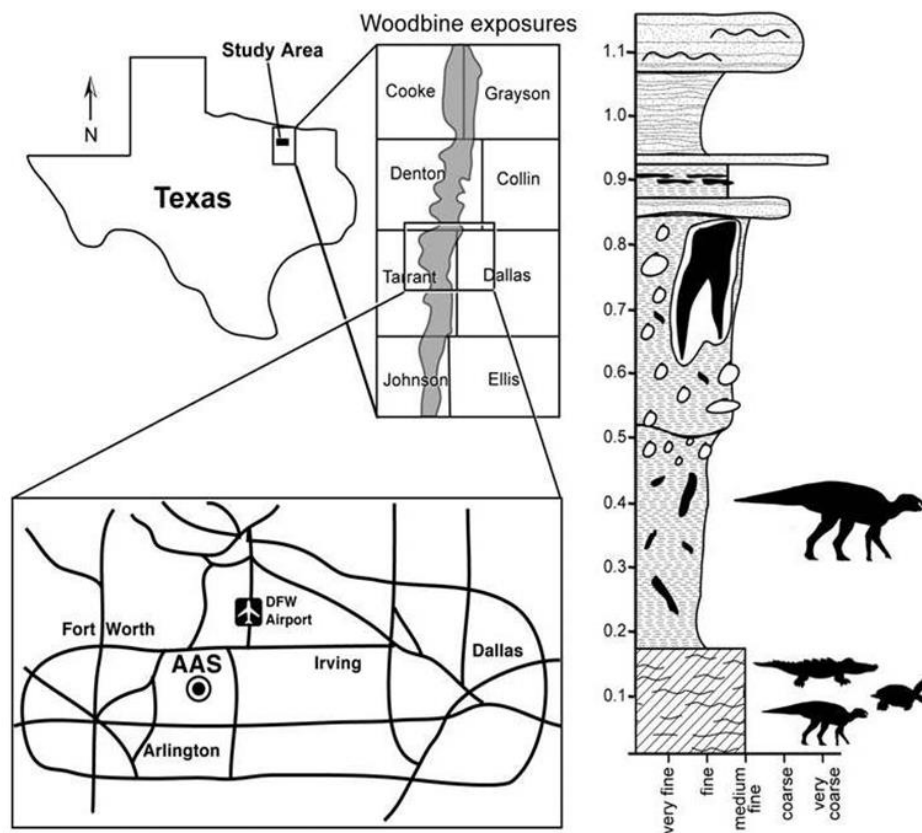 Woodbine exposures
Study Area
N
Texas
Cooke
Grayson
Denton
Collin
Tarrant
Dallas
Johnson
Ellis
DFW
Airport
Fort Worth
AAS
Irving
Dallas
Arlington
1.1
1.0
0.9
0.8
0.7
0.6
0.5
0.4
0.3
0.2
0.1
very fine
fine
medium
fine
coarse
very
coarse